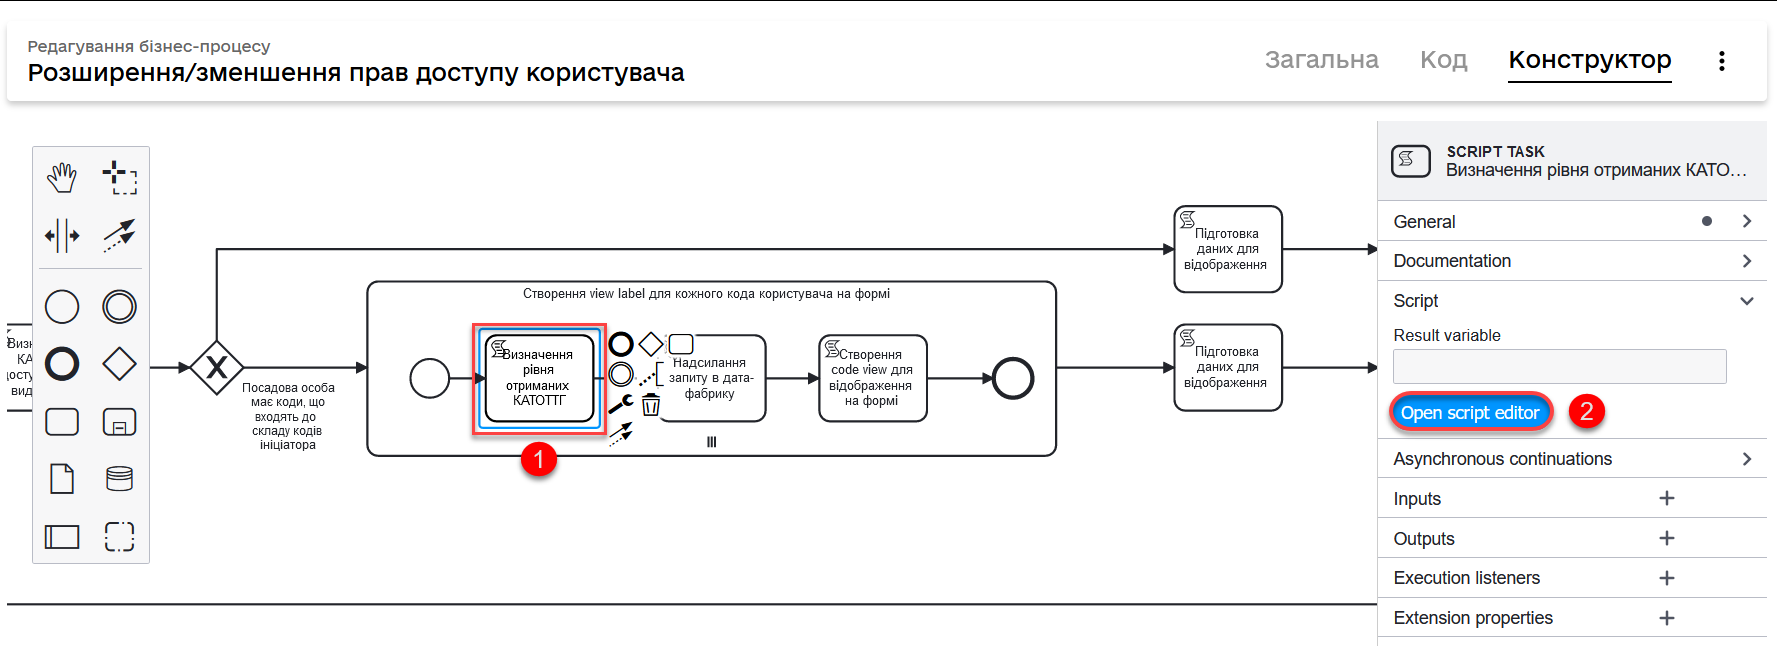 Редагування бізнес-процесу
Розширення/зменшення прав доступу користувача
Загальна
Код
Конструктор
Посадова особа
має коди, що
входять до
складу кодів
ініціатора
Створення view label для кожного кода користувача на формі
Визначення
рівня
отриманих
КАТОТТГ
1
Надсилання
запиту в дата-
фабрику
Створення
code view для
відображення
на формі
Підготовка
даних для
відображення
Підготовка
даних для
відображення
SCRIPT TASK
Визначення рівня отриманих КАТО…
General
Documentation
Script
Result variable
Open script editor
2
Asynchronous continuations
Inputs
Outputs
Execution listeners
Extension properties